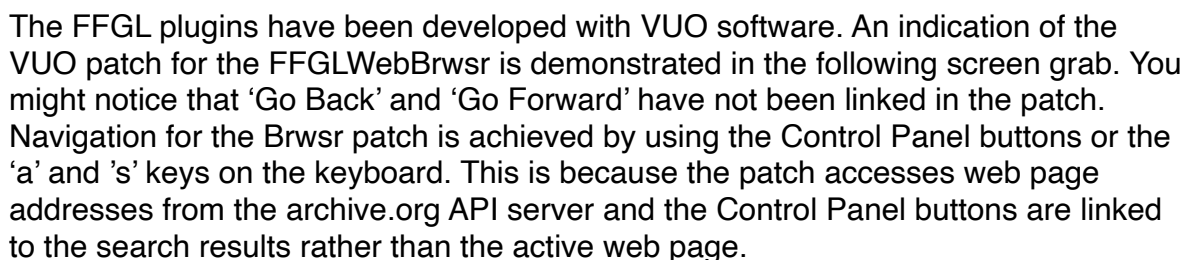 The FFGL plugins have been developed with VUO software. An indication of the
VUO patch for the FFGLWebBrwsr is demonstrated in the following screen grab. You
might notice that ‘Go Back’ and ‘Go Forward’ have not been linked in the patch.
Navigation for the Brwsr patch is achieved by using the Control Panel buttons or the
‘a’ and ’s’ keys on the keyboard. This is because the patch accesses web page
addresses from the archive.org API server and the Control Panel buttons are linked
to the search results rather than the active web page.